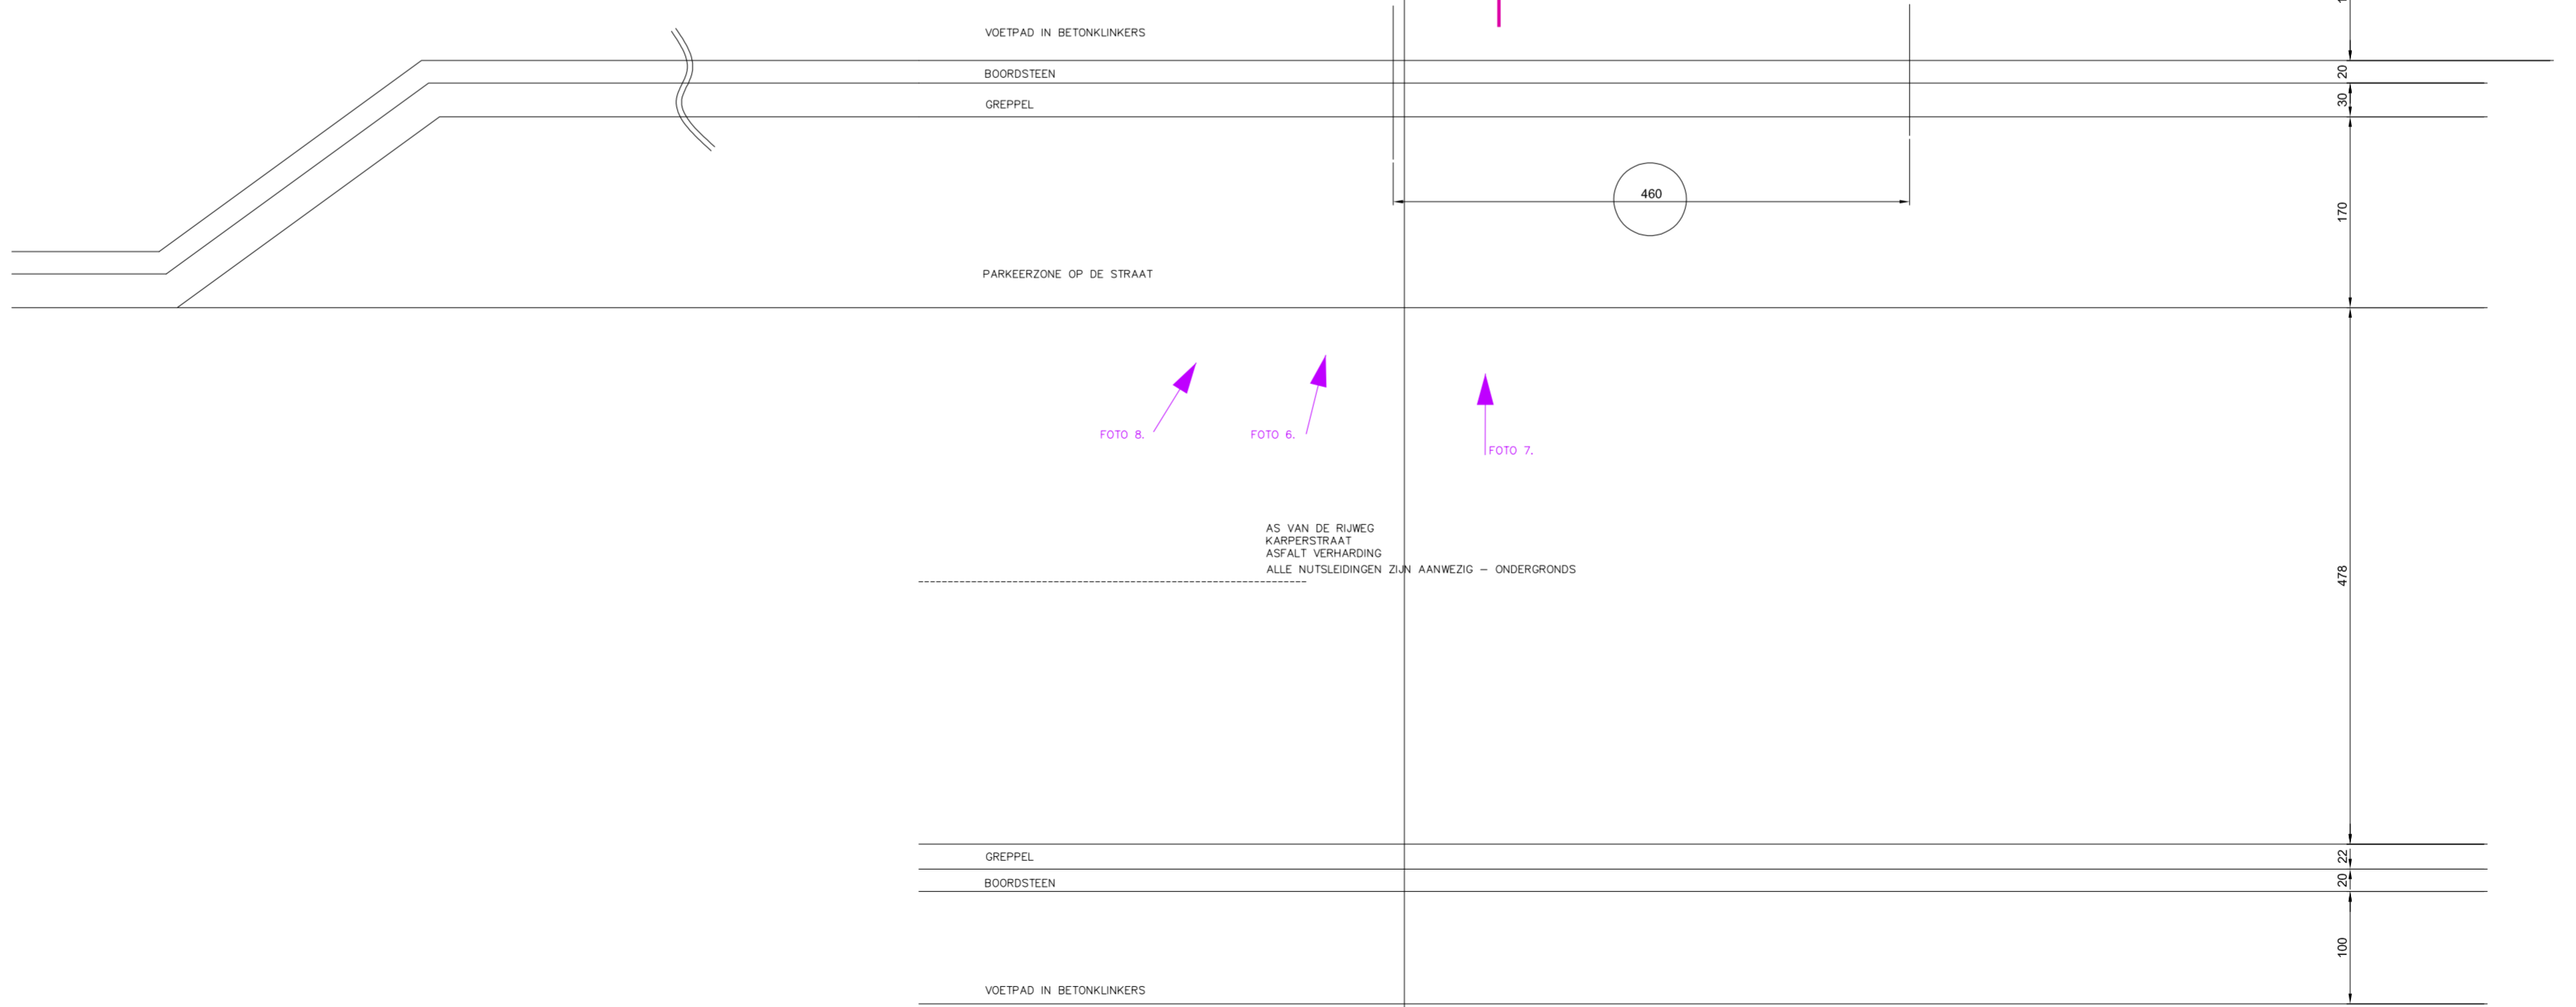 VOETPAD IN BETONKLINKERS
BOORDSTEEN
20
GREPPEL
30
460
170
PARKEERZONE OP DE STRAAT
FOTO 8.
FOTO 6.
FOTO 7.
AS VAN DE RIJWEG
KARPERSTRAAT
ASFALT VERHARDING
ALLE NUTSLEIDINGEN ZIJN AANWEZIG – ONDERGRONDS
478
GREPPEL
22
BOORDSTEEN
20
100
VOETPAD IN BETONKLINKERS